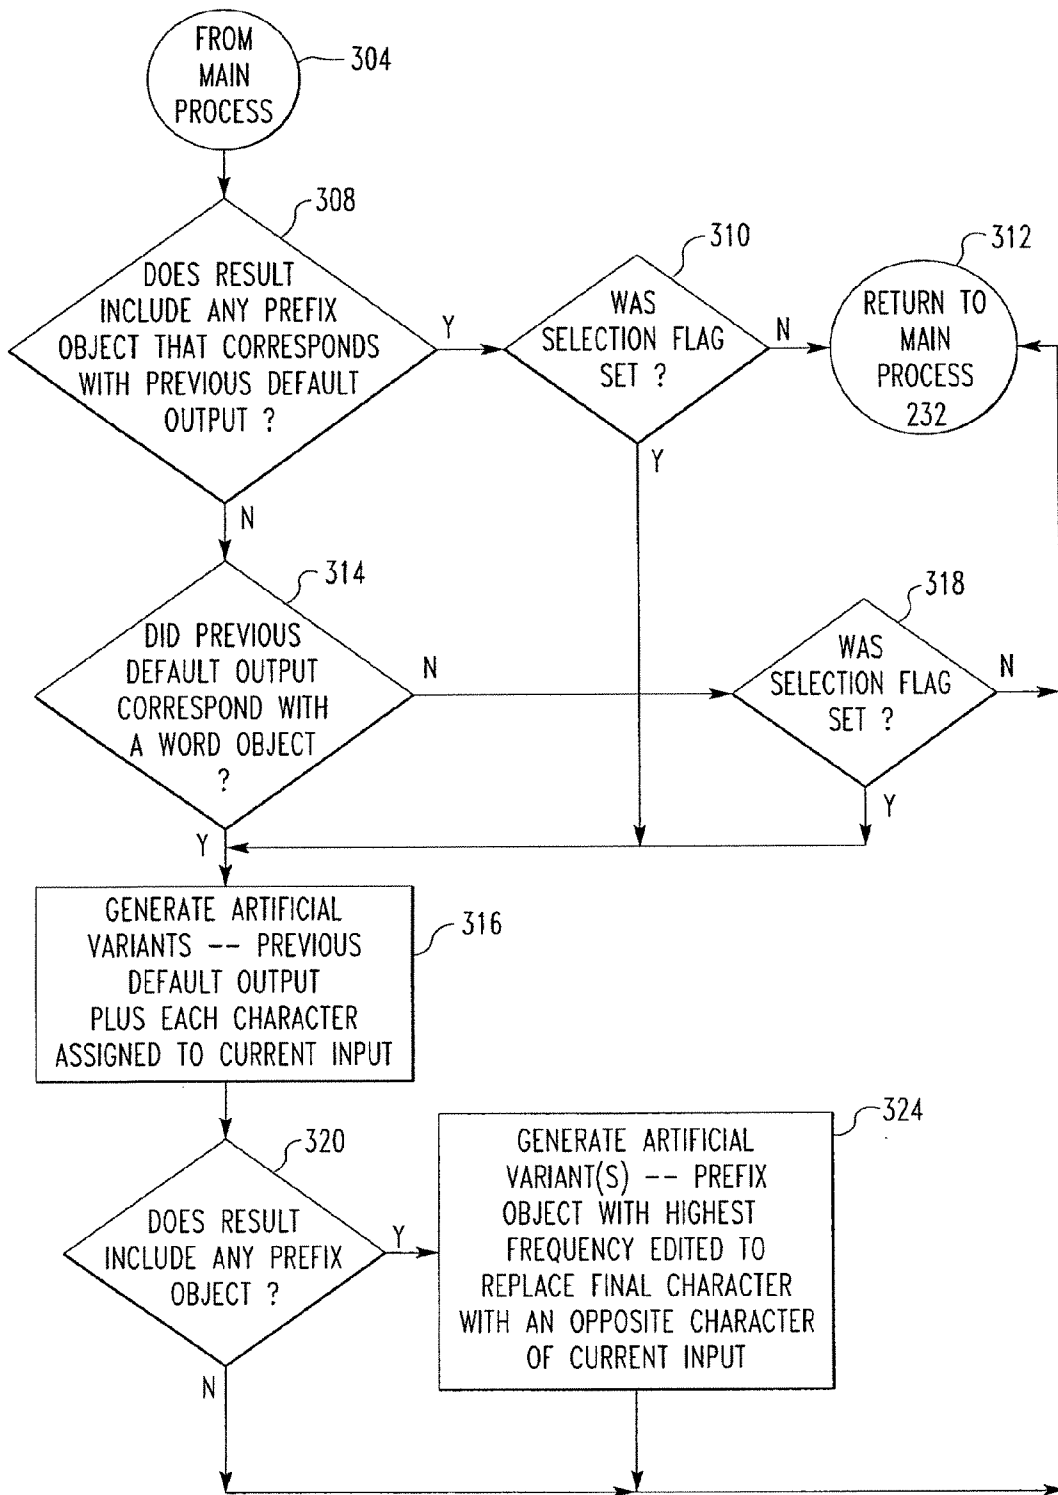 FROM
MAIN
PROCESS
304
308
DOES RESULT
INCLUDE ANY PREFIX
OBJECT THAT CORRESPONDS
WITH PREVIOUS DEFAULT
OUTPUT ?
Y
N
310
WAS
SELECTION FLAG
SET ?
N
Y
312
RETURN TO
MAIN
PROCESS
232
314
DID PREVIOUS
DEFAULT OUTPUT
CORRESPOND WITH
A WORD OBJECT
?
N
Y
318
WAS
SELECTION FLAG
SET ?
N
Y
GENERATE ARTIFICIAL
VARIANTS -- PREVIOUS
DEFAULT OUTPUT
PLUS EACH CHARACTER
ASSIGNED TO CURRENT INPUT
316
320
DOES RESULT
INCLUDE ANY PREFIX
OBJECT ?
Y
N
324
GENERATE ARTIFICIAL
VARIANT(S) -- PREFIX
OBJECT WITH HIGHEST
FREQUENCY EDITED TO
REPLACE FINAL CHARACTER
WITH AN OPPOSITE CHARACTER
OF CURRENT INPUT